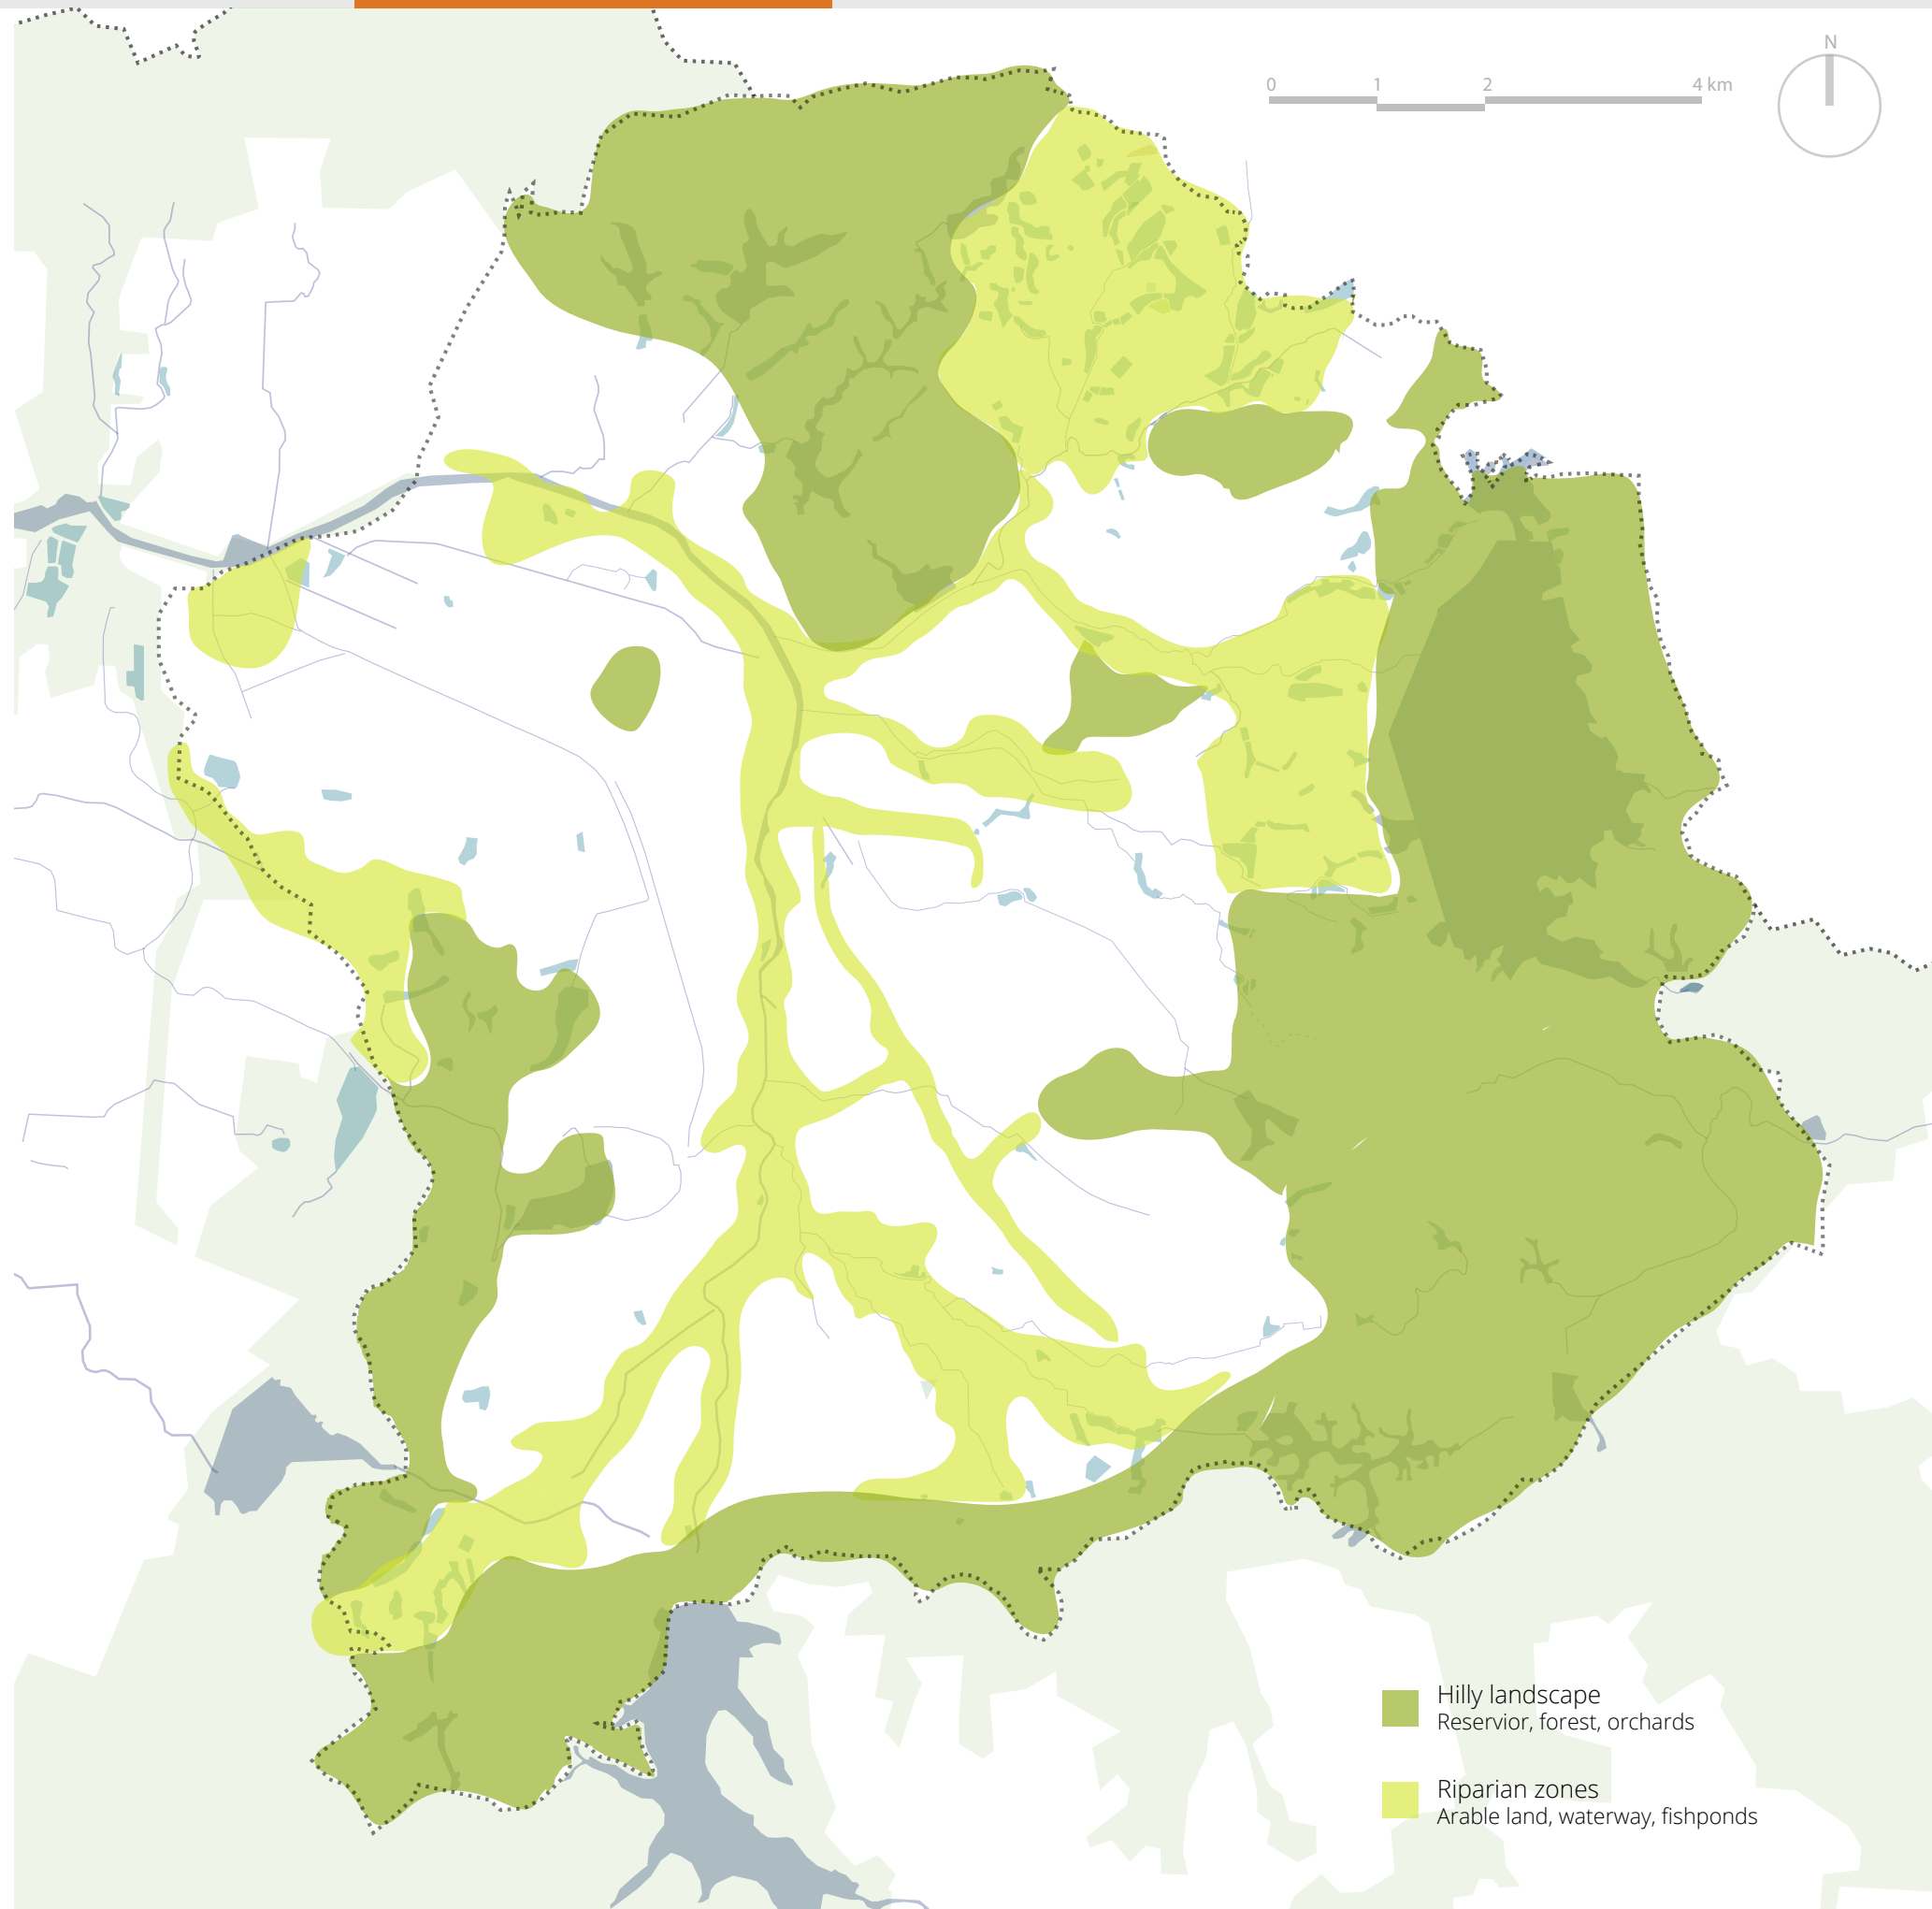 N
0 1 2 4 km
Hilly landscape
Reservior, forest, orchards
Riparian zones
Arable land, waterway, fishponds